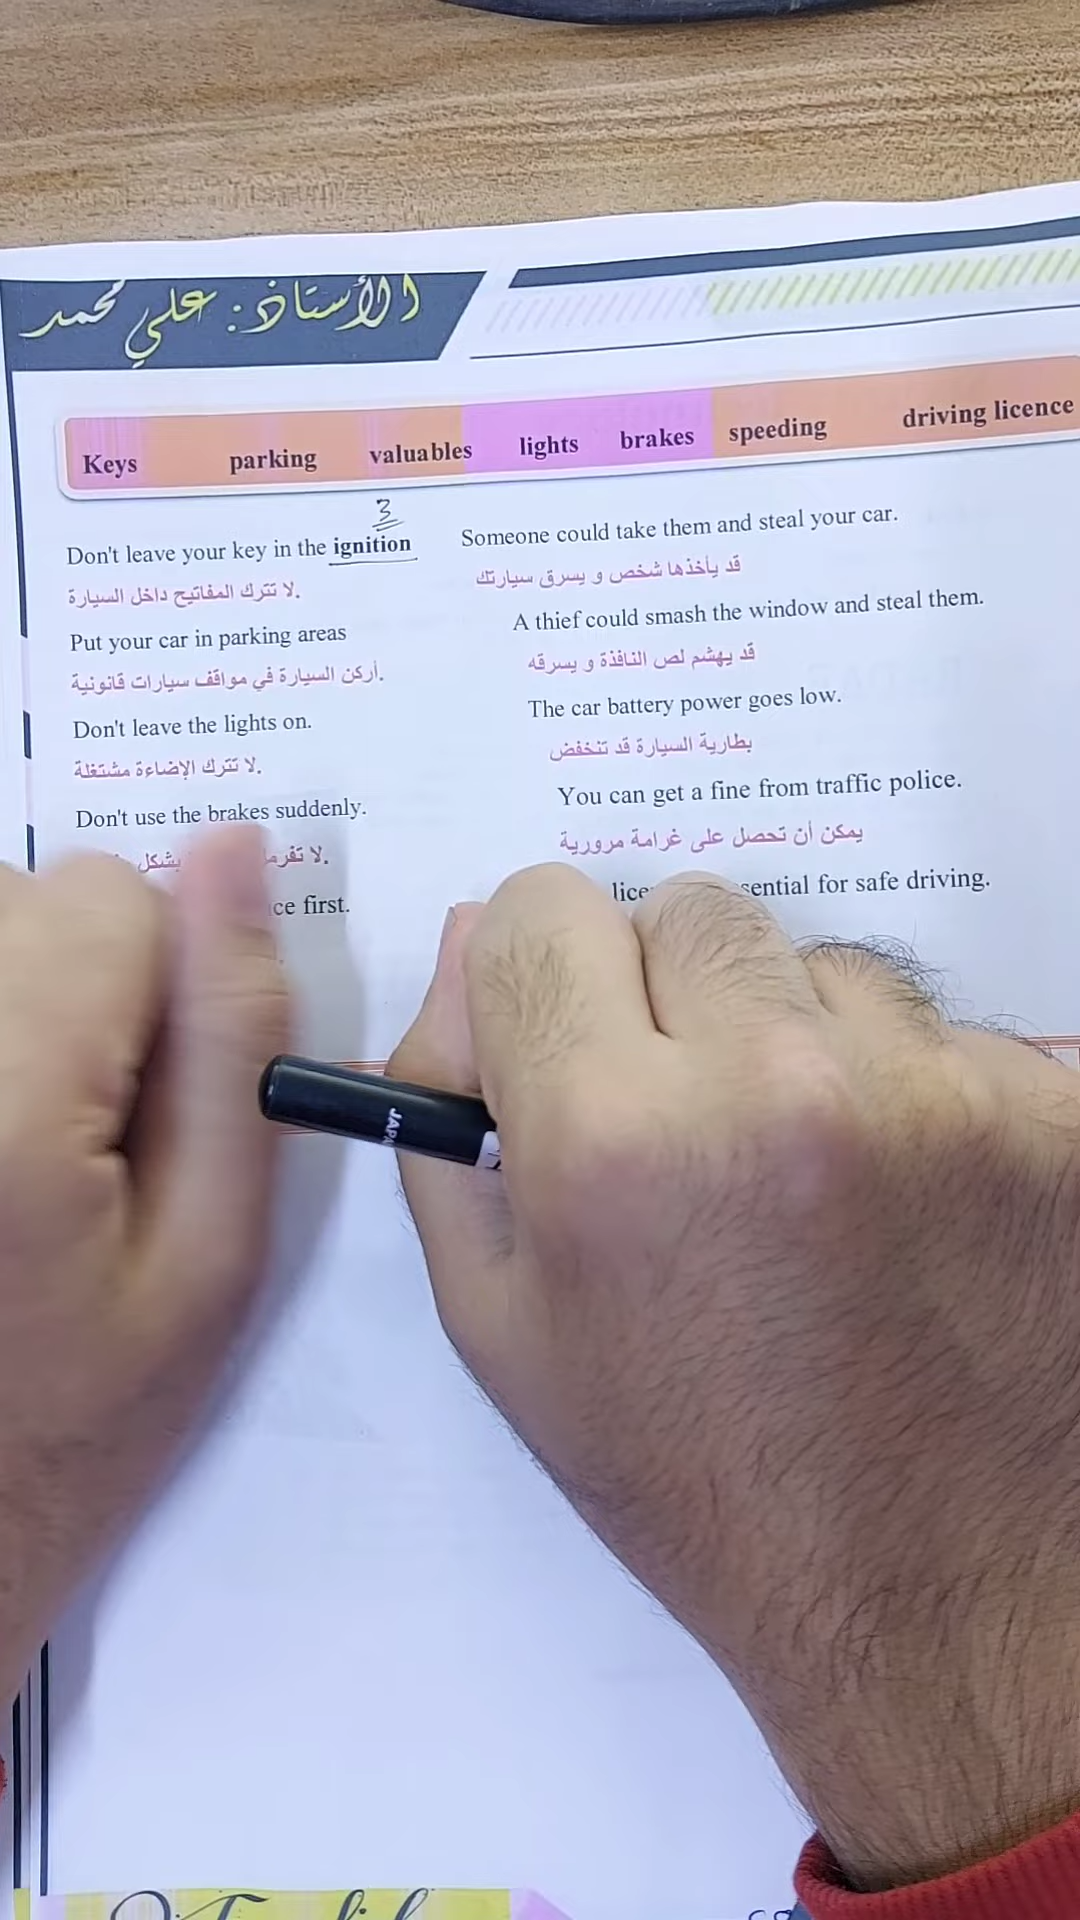 الأستاذ: علي محمد
Keys parking valuables lights brakes speeding driving licence
3
Don't leave your key in the ignition
Someone could take them and steal your car.
لا تترك المفاتيح داخل السيارة.
قد يأخذها شخص و يسرق سيارتك
Put your car in parking areas
A thief could smash the window and steal them.
أركن السيارة في مواقف سيارات قانونية.
قد يهشم لص النافذة و يسرقه
Don't leave the lights on.
The car battery power goes low.
لا تترك الإضاءة مشتغلة.
بطارية السيارة قد تنخفض
Don't use the brakes suddenly.
You can get a fine from traffic police.
لا بشكل
يمكن أن تحصل على غرامة مرورية
first.
for safe driving.